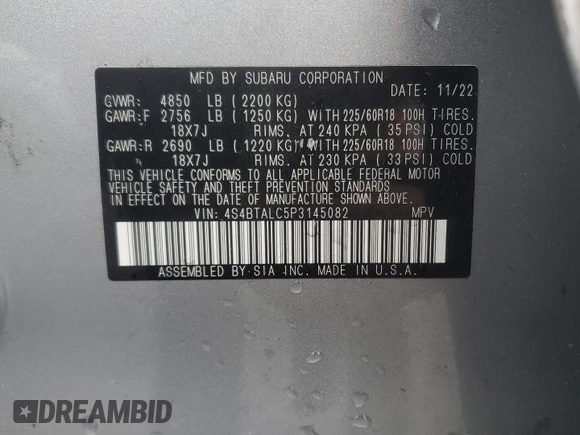 MFD BY SUBARU CORPORATION
DATE: 11/22
GVWR: 4850 LB (2200 KG)
GAWR:F 2756 LB (1250 KG) WITH 225/60R18 100H TIRES.
18X7J RIMS. AT 240 KPA (35 PSI) COLD
GAWR:R 2690 LB (1220 KG) WITH 225/60R18 100H TIRES.
18X7J RIMS. AT 230 KPA (33 PSI) COLD
THIS VEHICLE CONFORMS TO ALL APPLICABLE FEDERAL MOTOR
VEHICLE SAFETY AND THEFT PREVENTION STANDARDS
IN EFFECT ON THE DATE OF MANUFACTURE SHOWN ABOVE.
VIN: 4S4BTALC5P3145082 MPV
ASSEMBLED BY SIA INC. MADE IN U.S.A.
DREAMBID